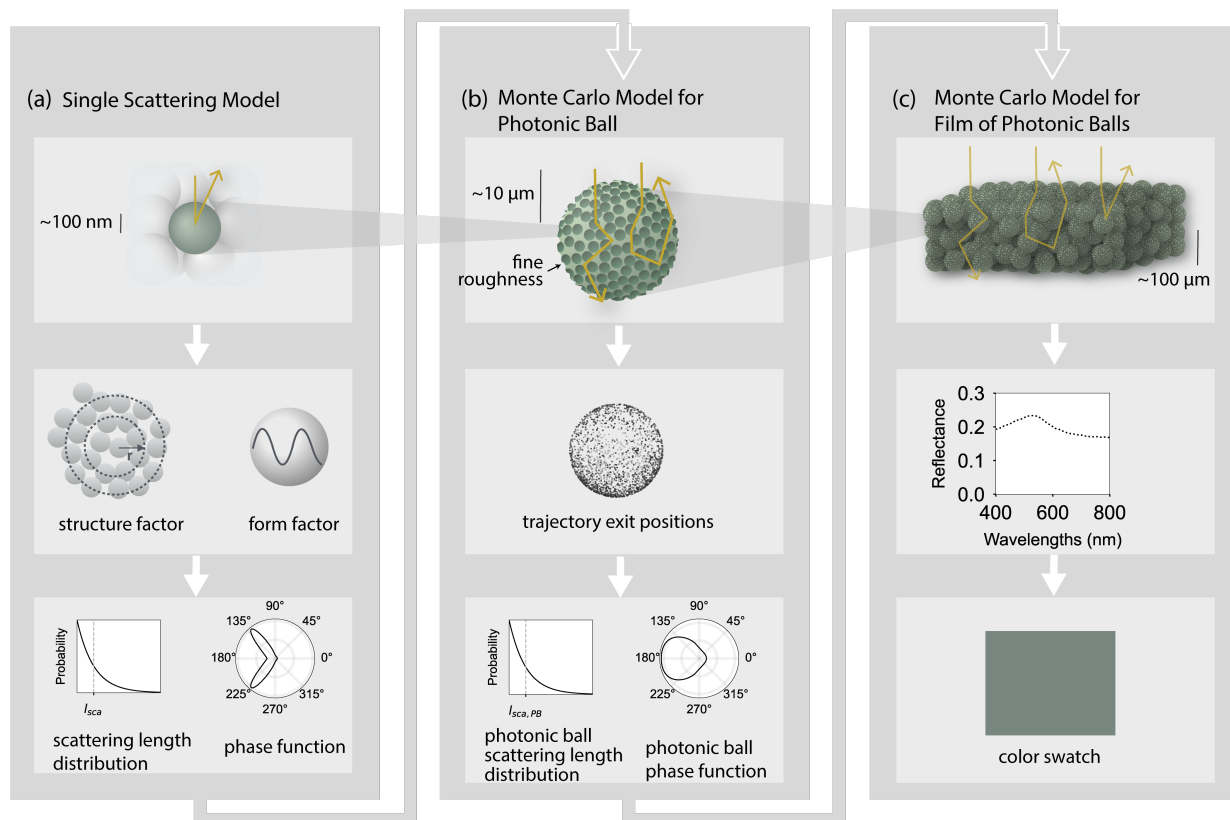 (a) Single Scattering Model
~100 nm
r
structure factor
form factor
Probability
lsca
scattering length
distribution
90°
135°
45°
180°
0°
225°
315°
270°
phase function
(b) Monte Carlo Model for
Photonic Ball
~10 µm
fine
roughness
trajectory exit positions
Probability
lsca, PB
photonic ball
scattering length
distribution
90°
135°
45°
180°
0°
225°
315°
270°
photonic ball
phase function
(c) Monte Carlo Model for
Film of Photonic Balls
~100 µm
Reflectance
0.3
0.2
0.1
0.0
400 600 800
Wavelengths (nm)
color swatch